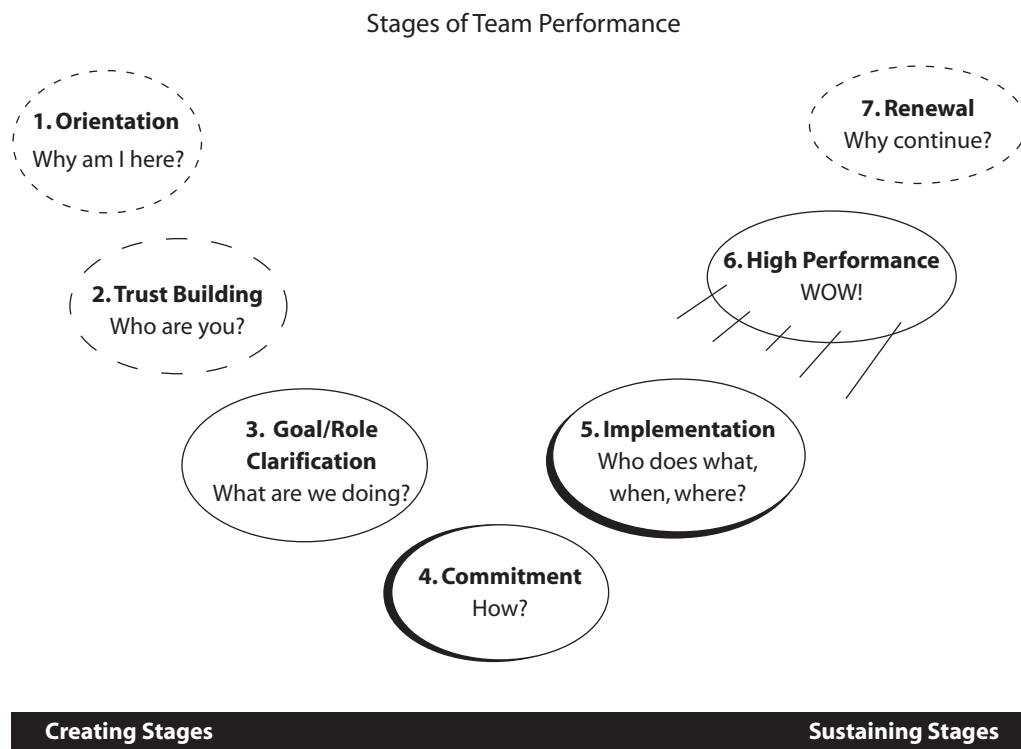 Stages of Team Performance
1. Orientation
Why am I here?
2. Trust Building
Who are you?
3. Goal/Role
Clarification
What are we doing?
4. Commitment
How?
5. Implementation
Who does what,
when, where?
6. High Performance
WOW!
7. Renewal
Why continue?
Creating Stages
Sustaining Stages